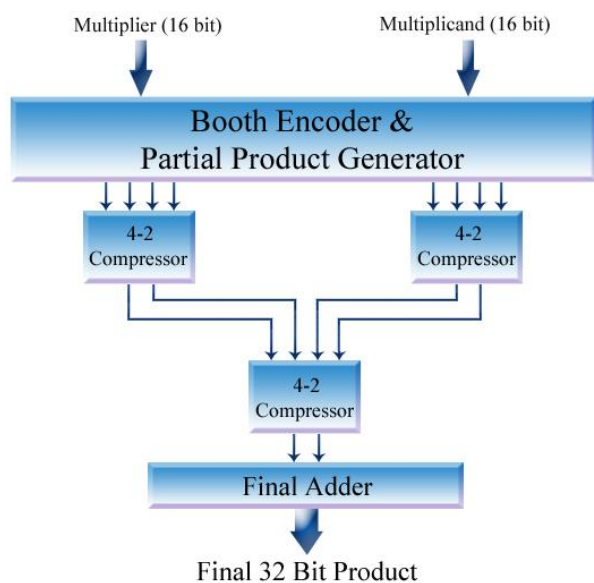 Multiplier (16 bit)
Multiplicand (16 bit)
Booth Encoder &
Partial Product Generator
4-2
Compressor
4-2
Compressor
4-2
Compressor
Final Adder
Final 32 Bit Product